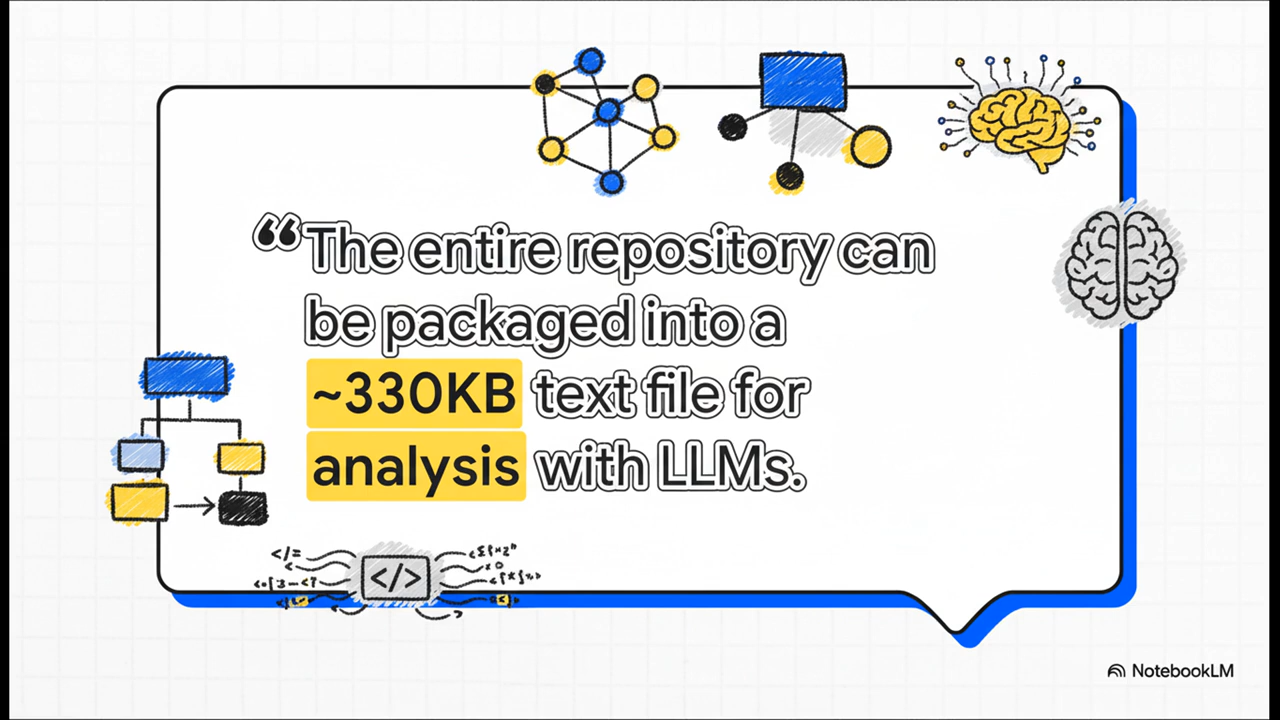 “The entire repository can
be packaged into a
~330KB text file for
analysis with LLMs.
</>
NotebookLM